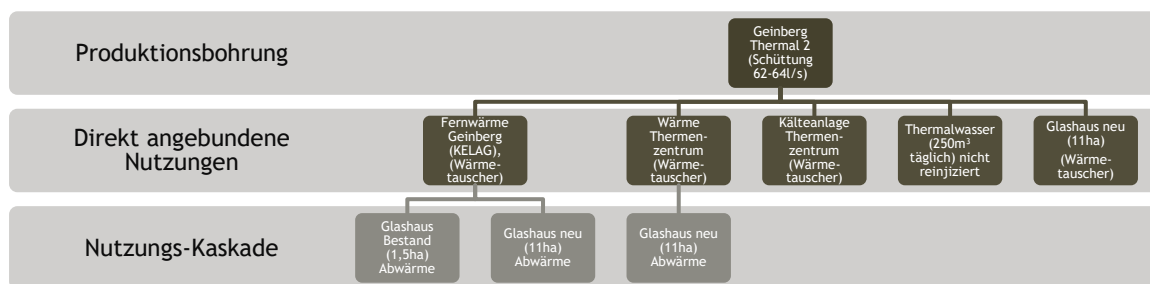 Produktionsbohrung
Geinberg
Thermal 2
(Schüttung
62-64l/s)
Direkt angebundene
Nutzungen
Fernwärme
Geinberg
(KELAG),
(Wärme-
tauscher)
Wärme
Thermen-
zentrum
(Wärme-
tauscher)
Kälteanlage
Thermen-
zentrum
(Wärme-
tauscher)
Thermalwasser
(250m³
täglich) nicht
reinjiziert
Glashaus neu
(11ha)
(Wärme-
tauscher)
Nutzungs-Kaskade
Glashaus
Bestand
(1,5ha)
Abwärme
Glashaus neu
(11ha)
Abwärme
Glashaus neu
(11ha)
Abwärme